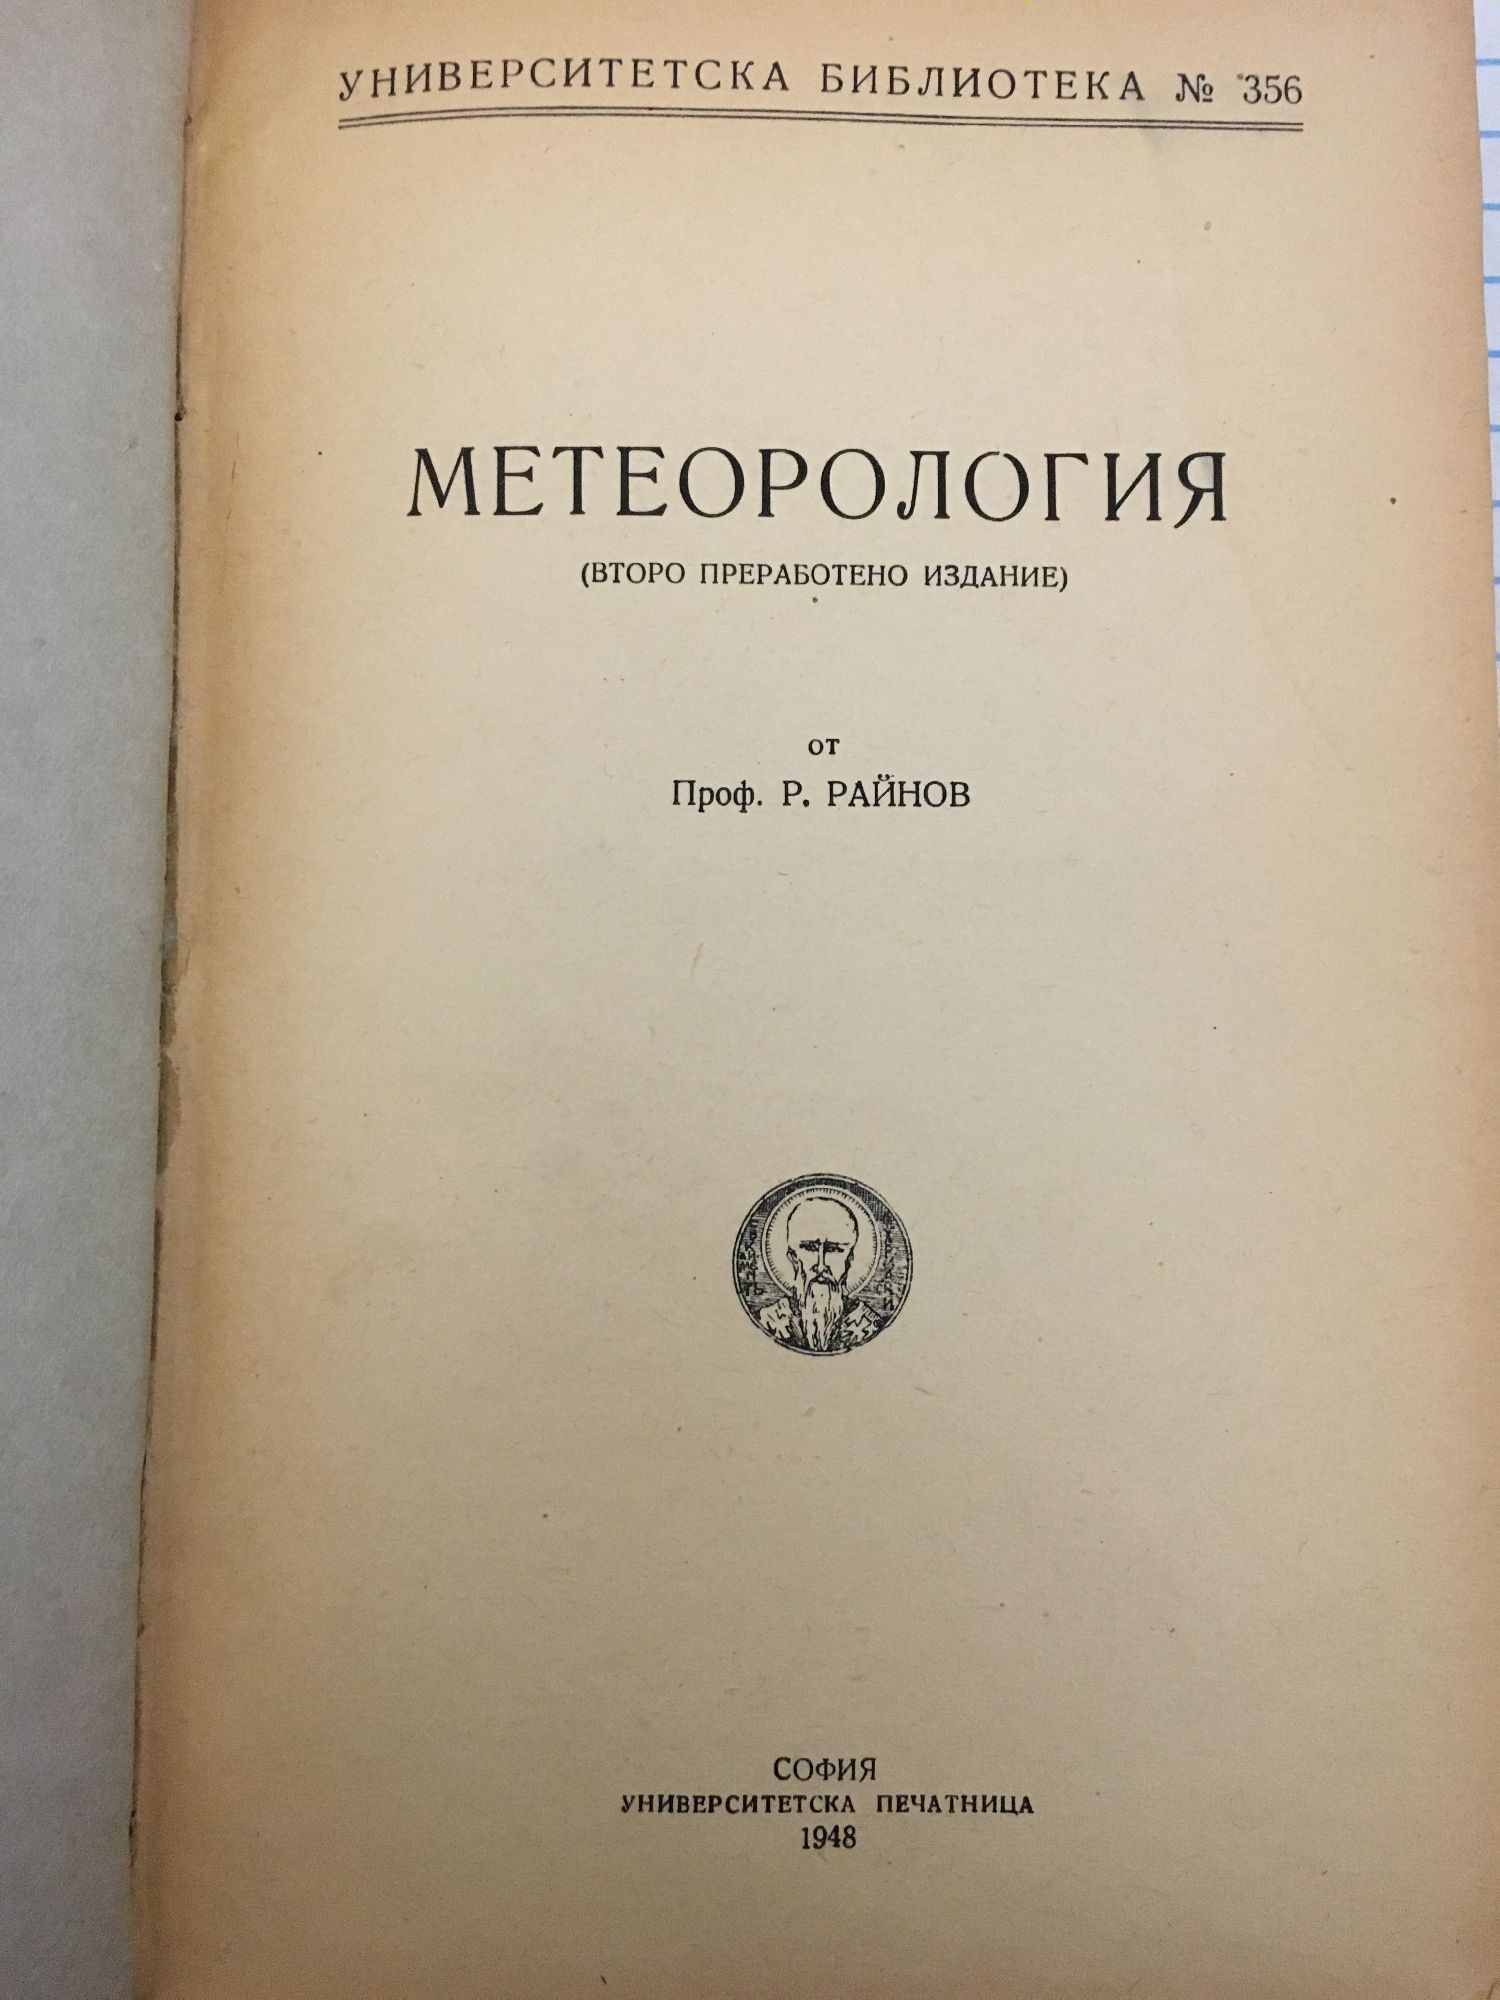 УНИВЕРСИТЕТСКА БИБЛИОТЕКА № 356
МЕТЕОРОЛОГИЯ
(ВТОРО ПРЕРАБОТЕНО ИЗДАНИЕ)
от
Проф. Р. РАЙНОВ
СОФИЯ
УНИВЕРСИТЕТСКА ПЕЧАТНИЦА
1948